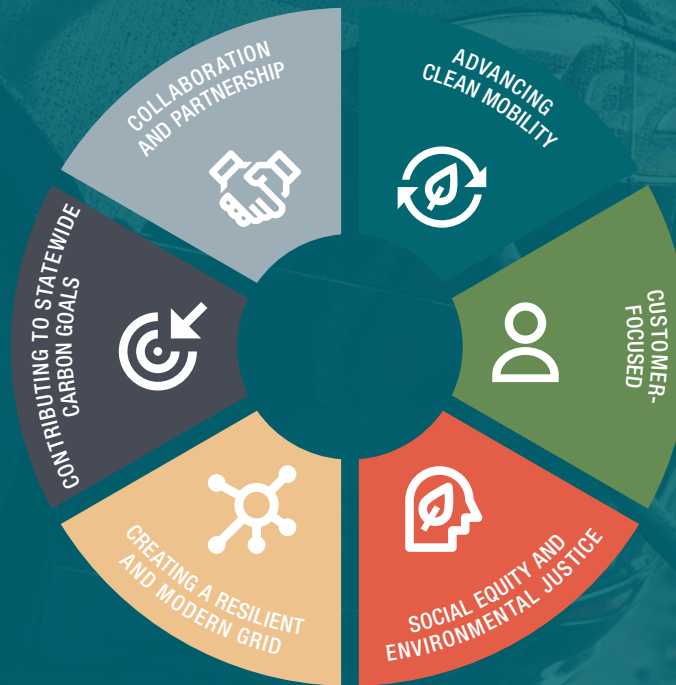 ADVANCING
CLEAN MOBILITY
CUSTOMER-
FOCUSED
SOCIAL EQUITY AND
ENVIRONMENTAL JUSTICE
CREATING A RESILIENT
AND MODERN GRID
CONTRIBUTING TO STATEWIDE
CARBON GOALS
COLLABORATION
AND PARTNERSHIP